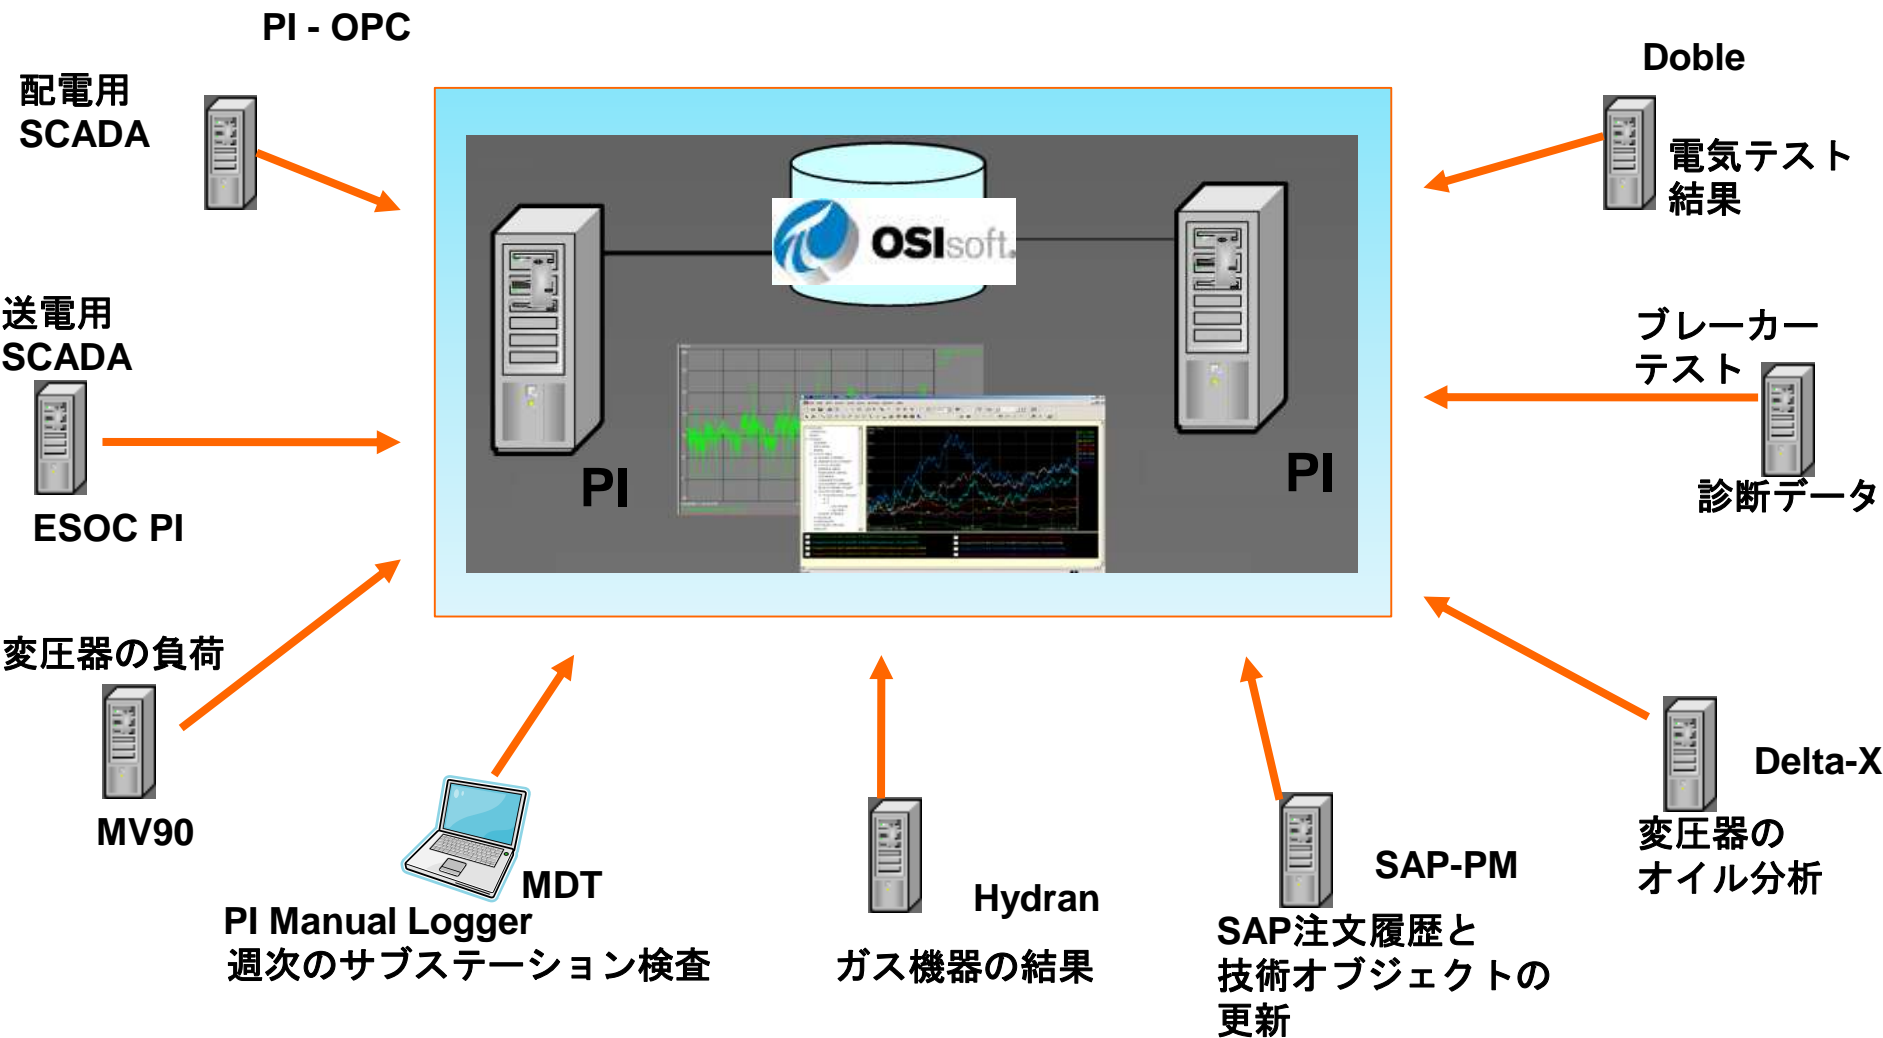 PI - OPC
配電用
SCADA
Doble
電気テスト
結果
OSIsoft.
送電用
SCADA
ESOC PI
PI
PI
ブレーカー
テスト
診断データ
変圧器の負荷
MV90
MDT
PI Manual Logger
週次のサブステーション検査
Hydran
ガス機器の結果
SAP-PM
SAP注文履歴と
技術オブジェクトの
更新
Delta-X
変圧器の
オイル分析